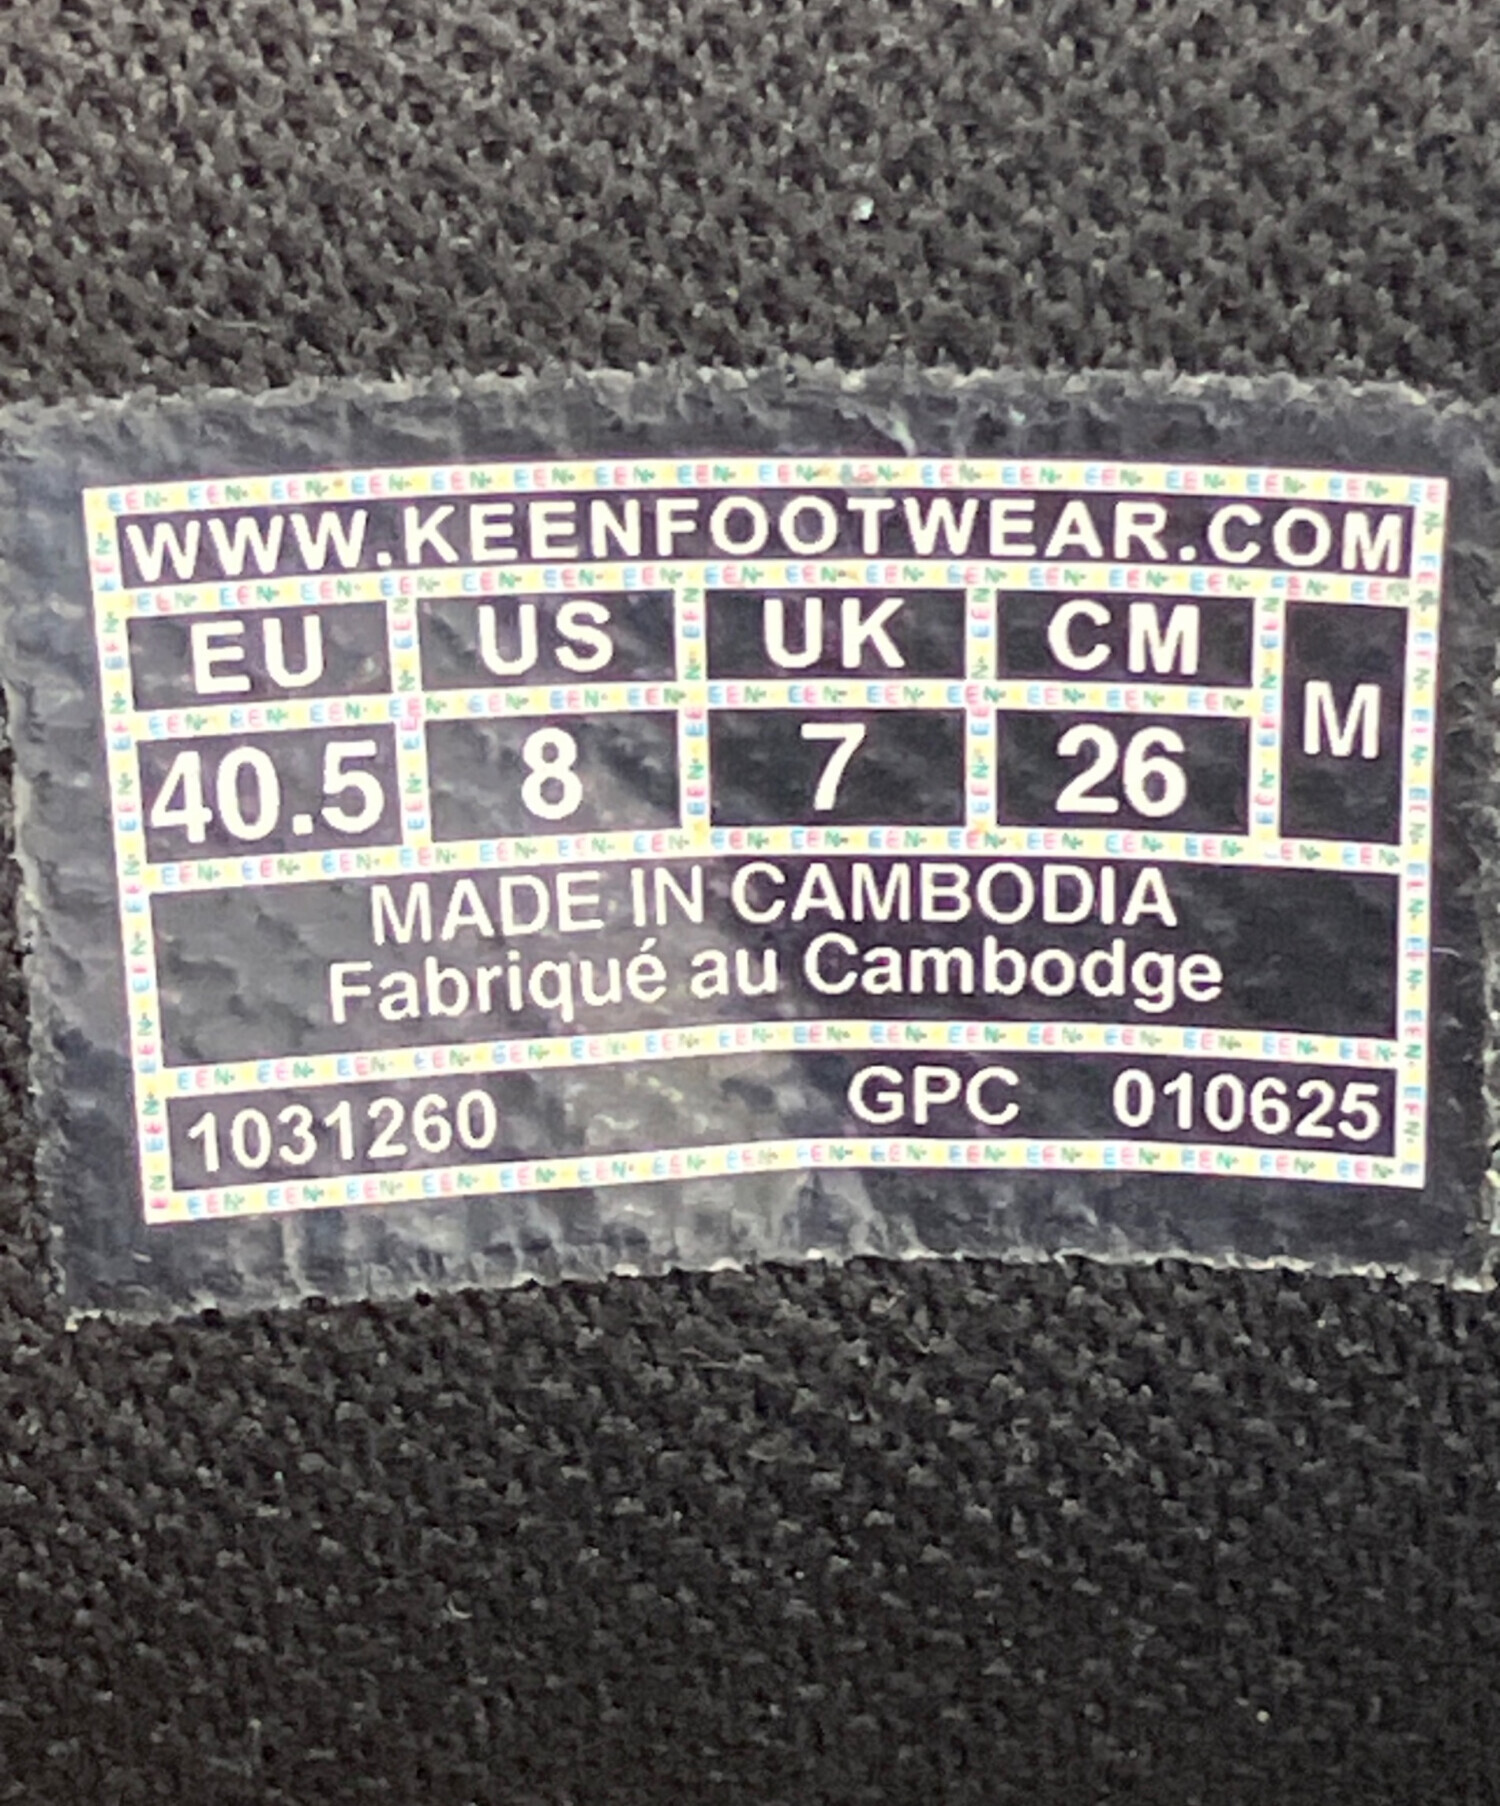 WWW.KEENFOOTWEAR.COM
EU US UK CM M
40.5 8 7 26
MADE IN CAMBODIA
Fabriqué au Cambodge
1031260 GPC 010625